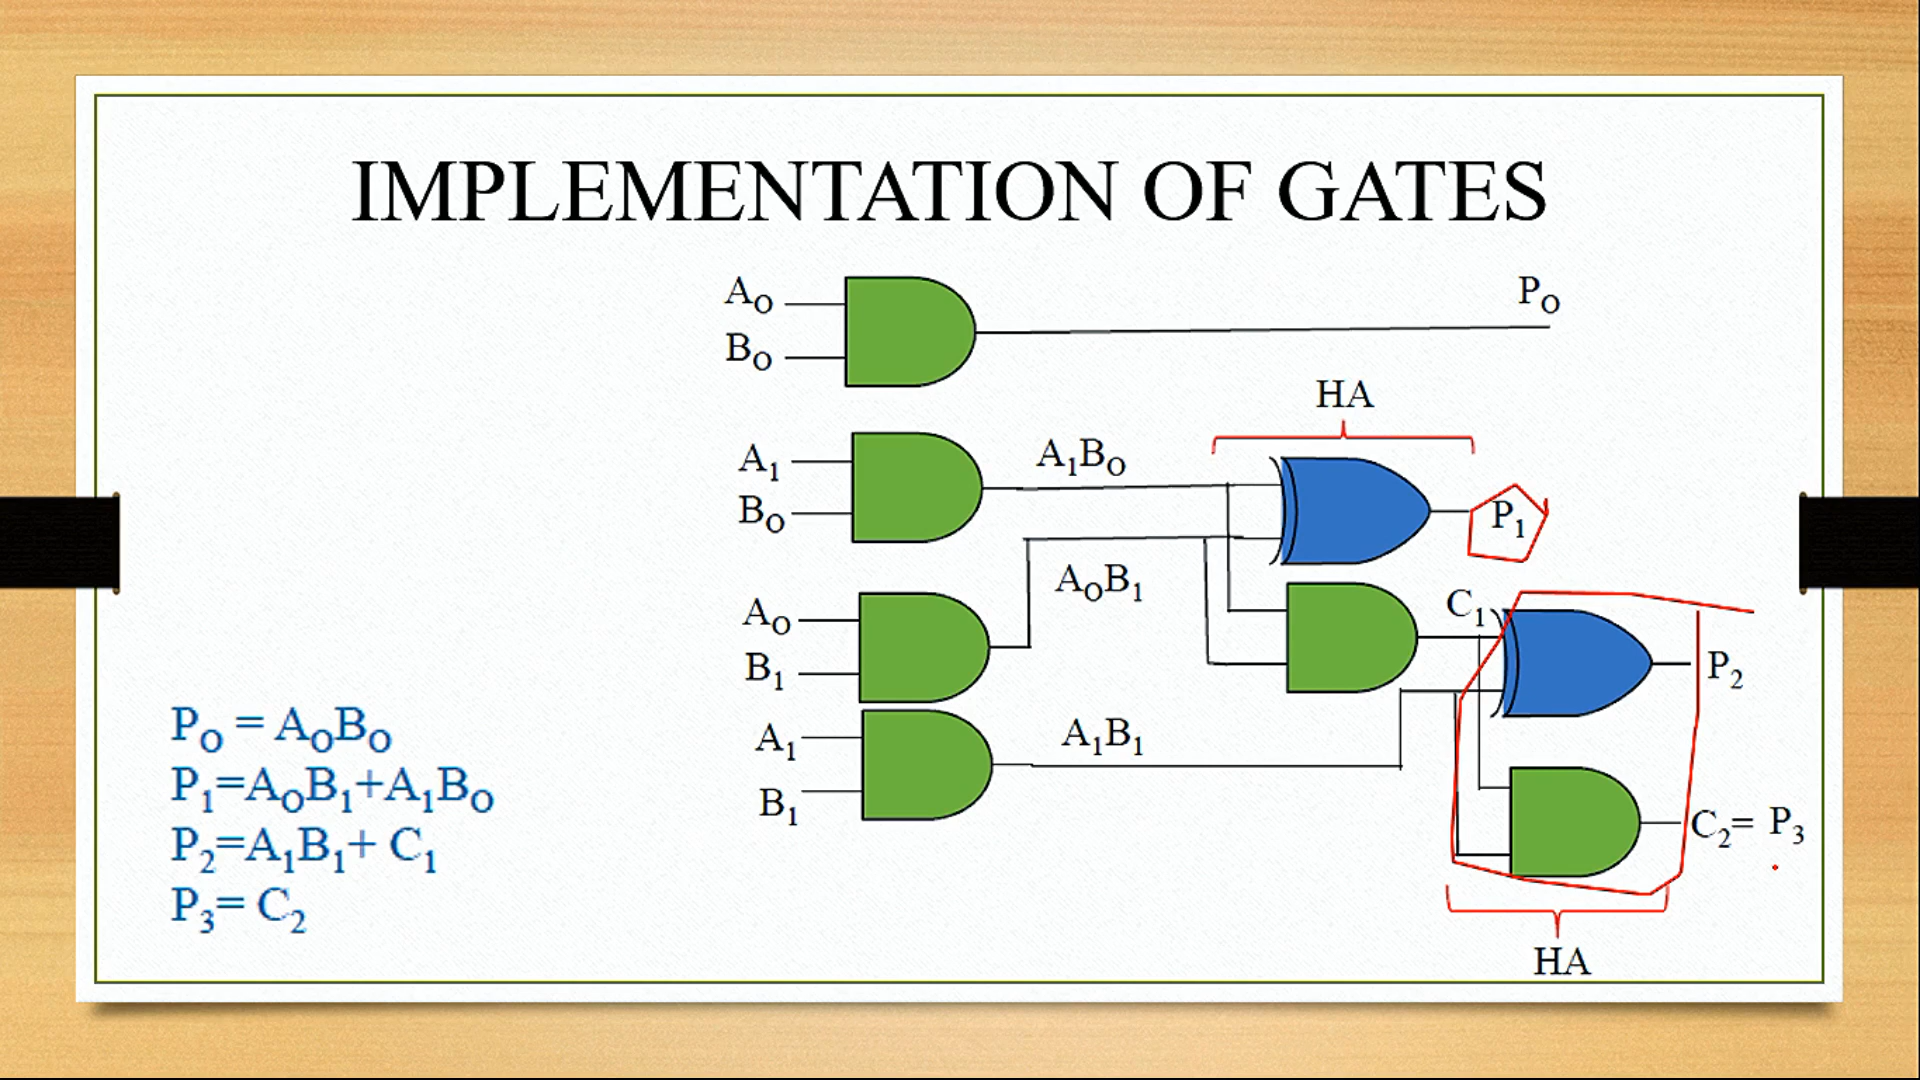 IMPLEMENTATION OF GATES
A₀
B₀
P₀
HA
A₁
B₀
A₁B₀
P₁
A₀
B₁
A₀B₁
C₁
P₂
A₁
B₁
A₁B₁
C₂= P₃
HA
P₀ = A₀B₀
P₁=A₀B₁+A₁B₀
P₂=A₁B₁+ C₁
P₃= C₂